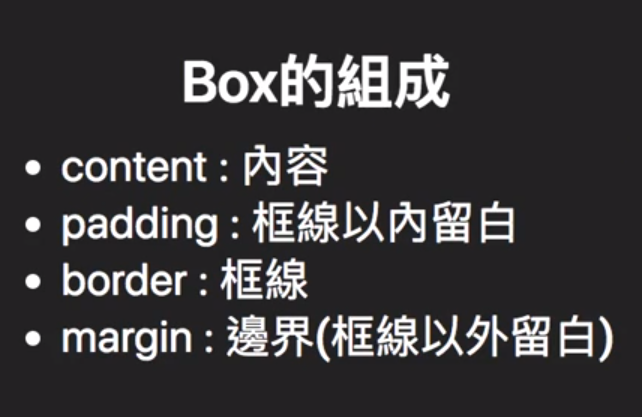 Box的組成
• content : 內容
• padding : 框線以內留白
• border : 框線
• margin : 邊界(框線以外留白)